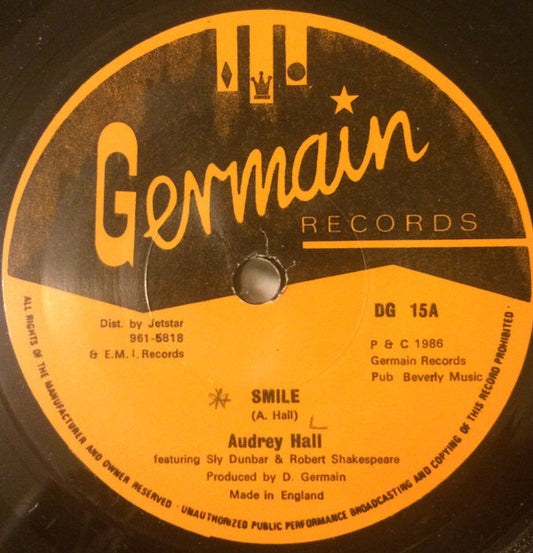 Germain
RECORDS
DG 15A
Dist. by Jetstar
961-5818
& E.M.I. Records
P & C 1986
Germain Records
Pub Beverly Music
SMILE
(A. Hall)
Audrey Hall
featuring Sly Dunbar & Robert Shakespeare
Produced by D. Germain
Made in England
ALL RIGHTS OF THE MANUFACTURER AND OWNER RESERVED · UNAUTHORIZED PUBLIC PERFORMANCE BROADCASTING AND COPYING OF THIS RECORD PROHIBITED ·